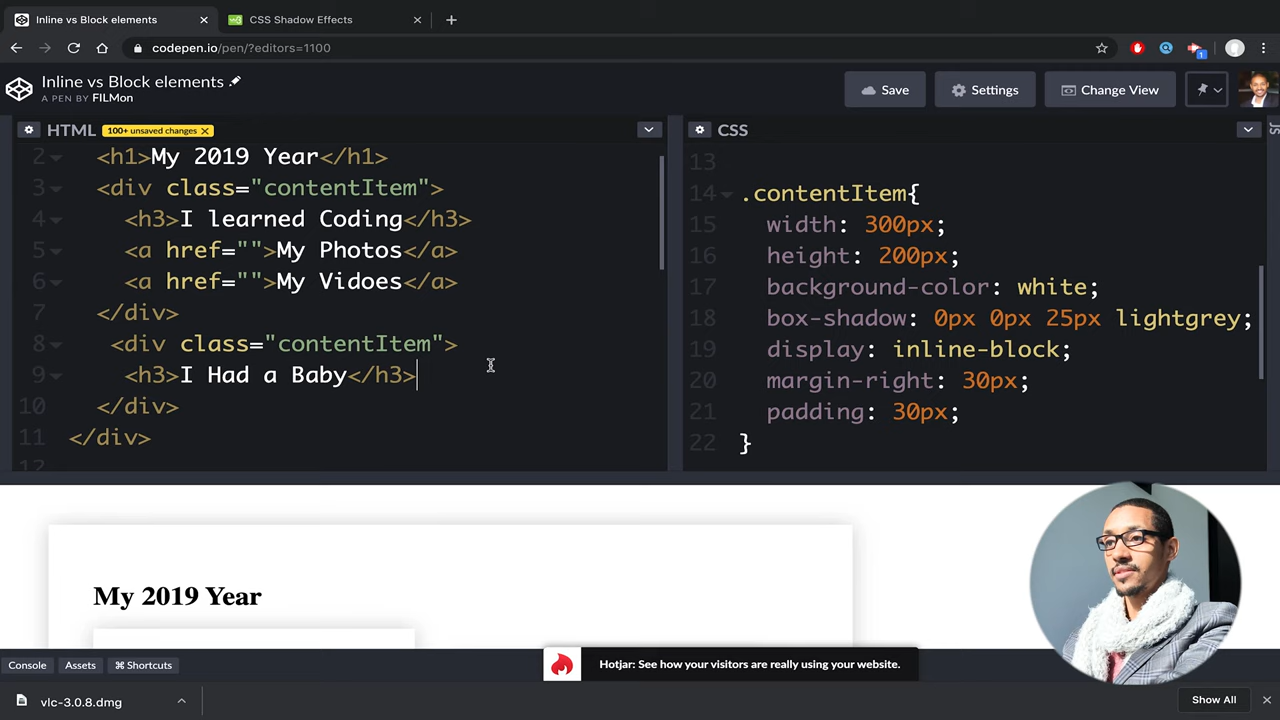 Inline vs Block elements
CSS Shadow Effects
codepen.io/pen/?editors=1100
1
Inline vs Block elements
A PEN BY FILMon
Save
Settings
Change View
HTML 100+ unsaved changes X
2 <h1>My 2019 Year</h1>
3 <div class="contentItem">
4 <h3>I learned Coding</h3>
5 <a href="">My Photos</a>
6 <a href="">My Vidoes</a>
7 </div>
8 <div class="contentItem">
9 <h3>I Had a Baby</h3>
10 </div>
11 </div>
12
CSS
JS
13
14 .contentItem{
15 width: 300px;
16 height: 200px;
17 background-color: white;
18 box-shadow: 0px 0px 25px lightgrey;
19 display: inline-block;
20 margin-right: 30px;
21 padding: 30px;
22 }
My 2019 Year
Console
Assets
⌘ Shortcuts
Hotjar: See how your visitors are really using your website.
vlc-3.0.8.dmg
Show All